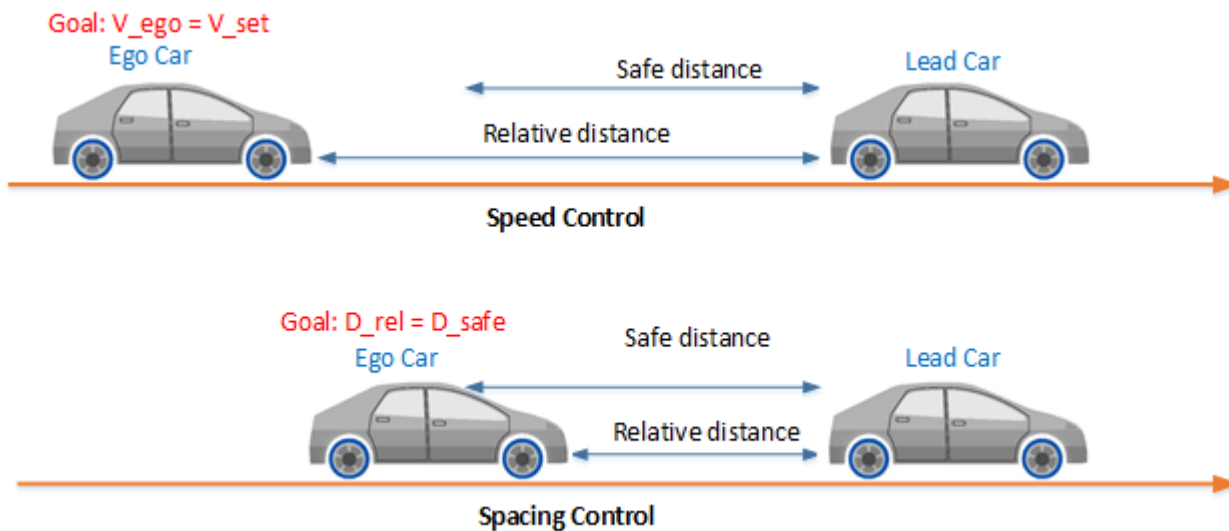 Goal: V_ego = V_set
Ego Car
Safe distance
Lead Car
Relative distance
Speed Control
Goal: D_rel = D_safe
Ego Car
Safe distance
Lead Car
Relative distance
Spacing Control